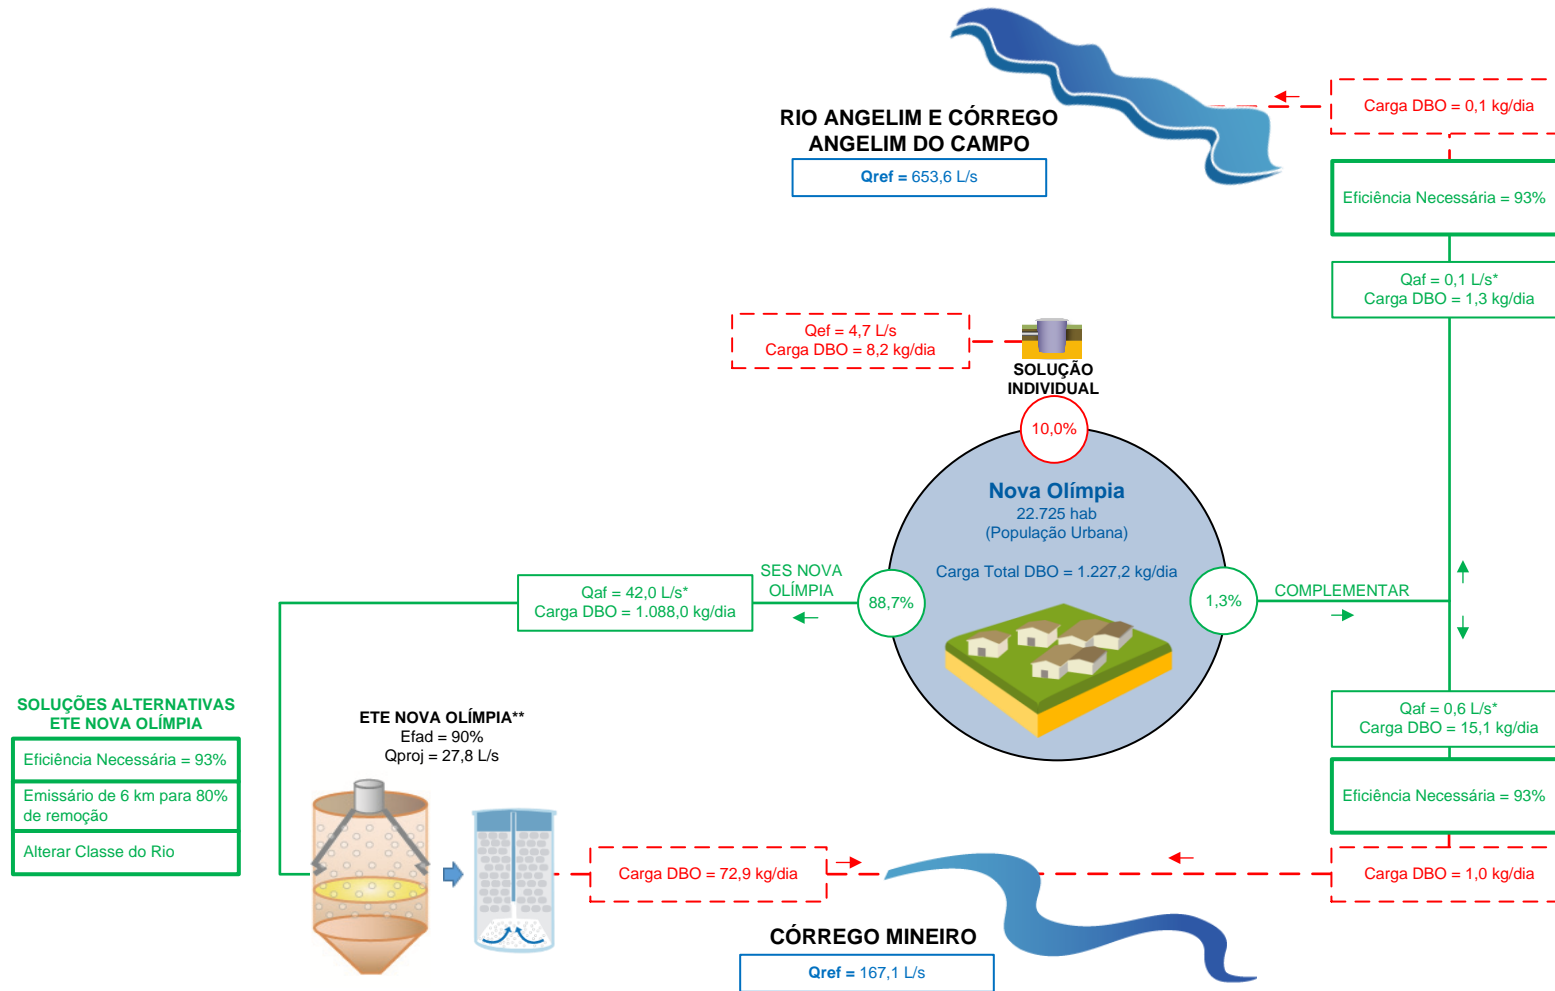 RIO ANGELIM E CÓRREGO
ANGELIM DO CAMPO
Qref = 653,6 L/s
Carga DBO = 0,1 kg/dia
Eficiência Necessária = 93%
Qaf = 0,1 L/s*
Carga DBO = 1,3 kg/dia
Qef = 4,7 L/s
Carga DBO = 8,2 kg/dia
SOLUÇÃO
INDIVIDUAL
10,0%
Nova Olímpia
22.725 hab
(População Urbana)
Carga Total DBO = 1.227,2 kg/dia
SES NOVA
OLÍMPIA
88,7%
Qaf = 42,0 L/s*
Carga DBO = 1.088,0 kg/dia
1,3%
COMPLEMENTAR
SOLUÇÕES ALTERNATIVAS
ETE NOVA OLÍMPIA
Eficiência Necessária = 93%
Emissário de 6 km para 80%
de remoção
Alterar Classe do Rio
ETE NOVA OLÍMPIA**
Efad = 90%
Qproj = 27,8 L/s
Qaf = 0,6 L/s*
Carga DBO = 15,1 kg/dia
Eficiência Necessária = 93%
Carga DBO = 72,9 kg/dia
Carga DBO = 1,0 kg/dia
CÓRREGO MINEIRO
Qref = 167,1 L/s